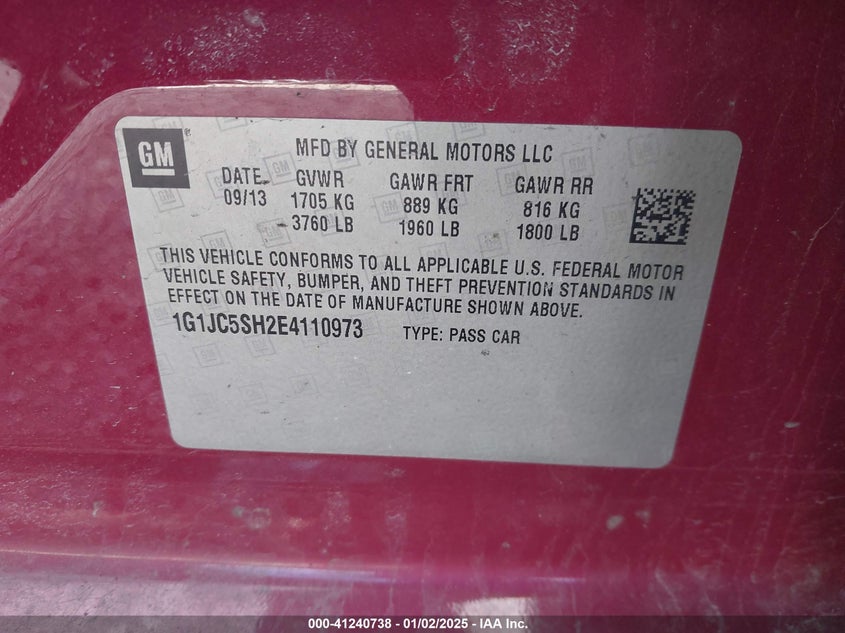 GM
MFD BY GENERAL MOTORS LLC
DATE GVWR GAWR FRT GAWR RR
09/13 1705 KG 889 KG 816 KG
3760 LB 1960 LB 1800 LB
THIS VEHICLE CONFORMS TO ALL APPLICABLE U.S. FEDERAL MOTOR
VEHICLE SAFETY, BUMPER, AND THEFT PREVENTION STANDARDS IN
EFFECT ON THE DATE OF MANUFACTURE SHOWN ABOVE.
1G1JC5SH2E4110973 TYPE: PASS CAR
000-41240738 - 01/02/2025 - IAA Inc.